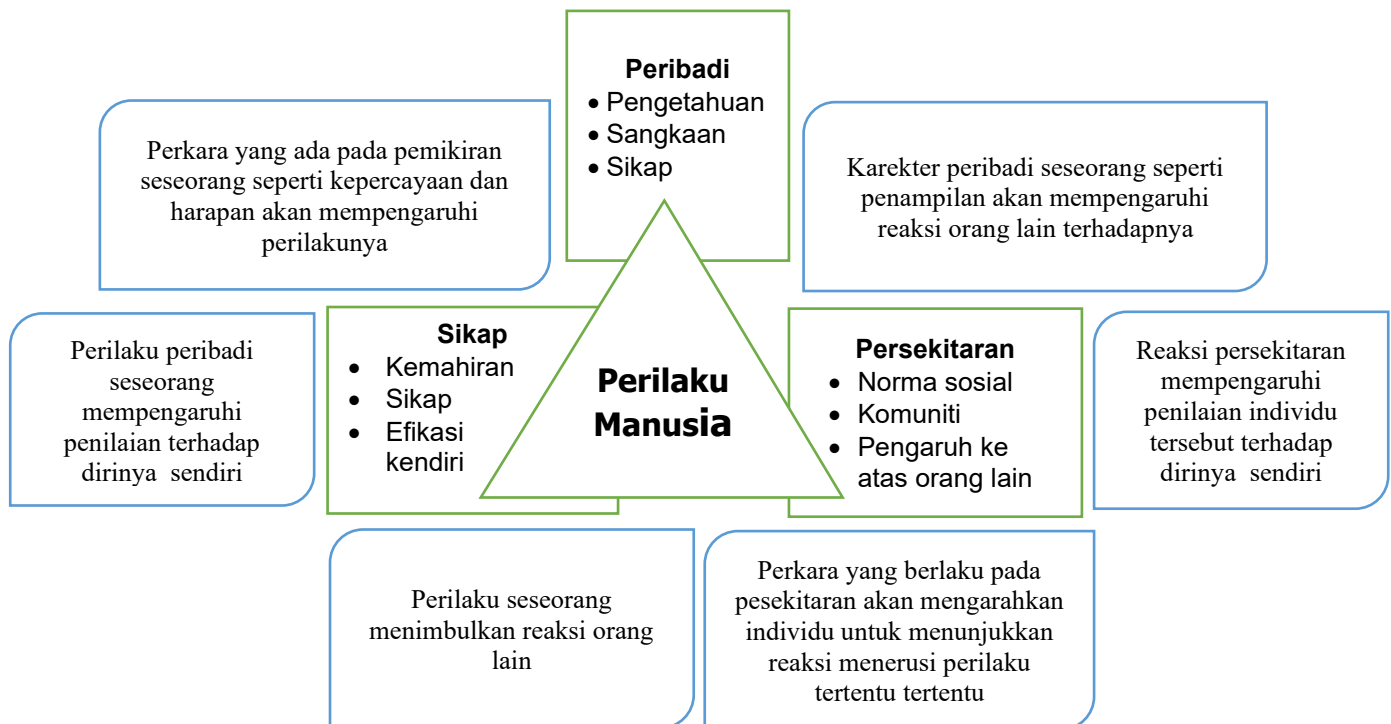 Peribadi
• Pengetahuan
• Sangkaan
• Sikap
Perkara yang ada pada pemikiran
seseorang seperti kepercayaan dan
harapan akan mempengaruhi
perilakunya
Karekter peribadi seseorang seperti
penampilan akan mempengaruhi
reaksi orang lain terhadapnya
Perilaku peribadi
seseorang
mempengaruhi
penilaian terhadap
dirinya sendiri
Sikap
• Kemahiran
• Sikap
• Efikasi
kendiri
Perilaku
Manusia
Persekitaran
• Norma sosial
• Komuniti
• Pengaruh ke
atas orang lain
Reaksi persekitaran
mempengaruhi
penilaian individu
tersebut terhadap
dirinya sendiri
Perilaku seseorang
menimbulkan reaksi orang
lain
Perkara yang berlaku pada
pesekitaran akan mengarahkan
individu untuk menunjukkan
reaksi menerusi perilaku
tertentu tertentu